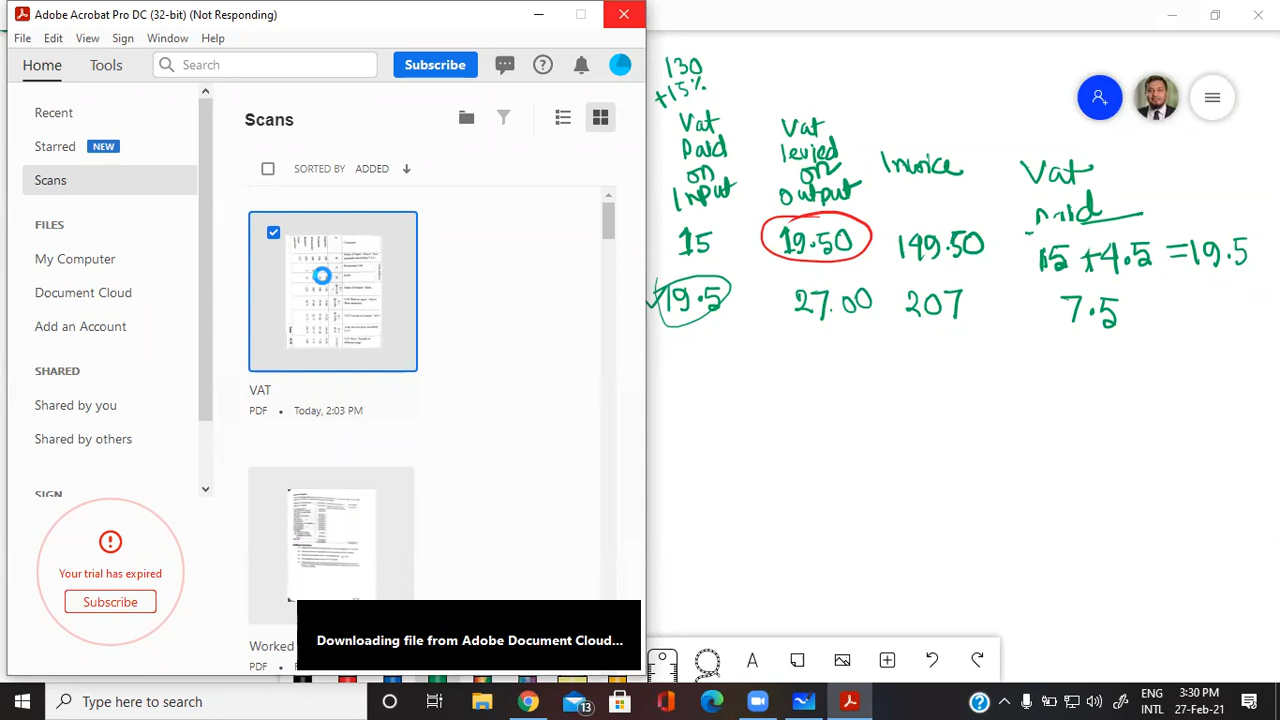 Adobe Acrobat Pro DC (32-bit) (Not Responding)
File Edit View Sign Window Help
Home Tools Search Subscribe
Recent
Starred NEW
Scans
FILES
My Computer
Document Cloud
Add an Account
SHARED
Shared by you
Shared by others
SIGN
Your trial has expired
Subscribe
Scans
SORTED BY ADDED
VAT
PDF • Today, 2:03 PM
Worked
PDF
Downloading file from Adobe Document Cloud...
130
+15%
Vat Paid on Input
Vat levied on output
Invoice
Vat paid
15 19.50 149.50 15 + 4.5 = 19.5
19.5 27.00 207 7.5
A
Type here to search
13
ENG
INTL
3:30 PM
27-Feb-21